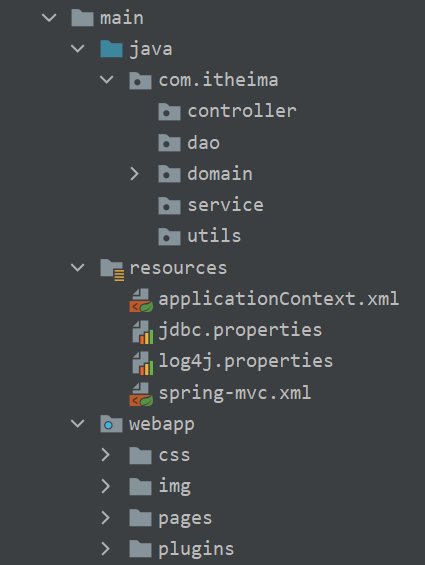 main
java
com.itheima
controller
dao
domain
service
utils
resources
applicationContext.xml
jdbc.properties
log4j.properties
spring-mvc.xml
webapp
css
img
pages
plugins